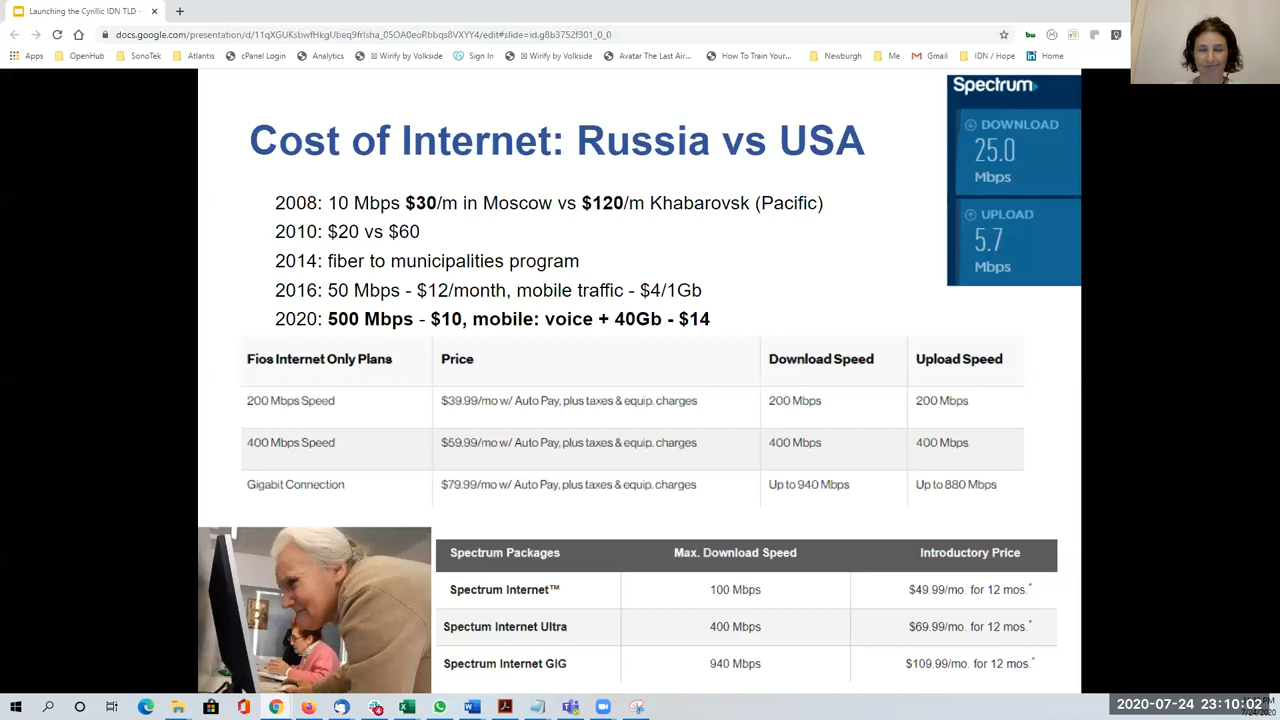 Launching the Cyrillic IDN TLD -
docs.google.com/presentation/d/11qXGUKsbwfHkgUbeq9frlsha_05OA0eoRbbqs8VXYY4/edit#slide=id.g8b3752f301_0_0
Apps OpenHub SonoTek Atlantis cPanel Login Analytics Wirify by Volkside Sign In Wirify by Volkside Avatar The Last Air... How To Train Your... Newburgh Me Gmail IDN / Hope Home
Spectrum
DOWNLOAD
25.0
Mbps
UPLOAD
5.7
Mbps
Cost of Internet: Russia vs USA
2008: 10 Mbps $30/m in Moscow vs $120/m Khabarovsk (Pacific)
2010: $20 vs $60
2014: fiber to municipalities program
2016: 50 Mbps - $12/month, mobile traffic - $4/1Gb
2020: 500 Mbps - $10, mobile: voice + 40Gb - $14
Fios Internet Only Plans Price Download Speed Upload Speed
200 Mbps Speed $39.99/mo w/ Auto Pay, plus taxes & equip. charges 200 Mbps 200 Mbps
400 Mbps Speed $59.99/mo w/ Auto Pay, plus taxes & equip. charges 400 Mbps 400 Mbps
Gigabit Connection $79.99/mo w/ Auto Pay, plus taxes & equip. charges Up to 940 Mbps Up to 880 Mbps
Spectrum Packages Max. Download Speed Introductory Price
Spectrum Internet™ 100 Mbps $49.99/mo. for 12 mos.*
Spectum Internet Ultra 400 Mbps $69.99/mo. for 12 mos.*
Spectrum Internet GIG 940 Mbps $109.99/mo. for 12 mos.*
2020-07-24 23:10:02